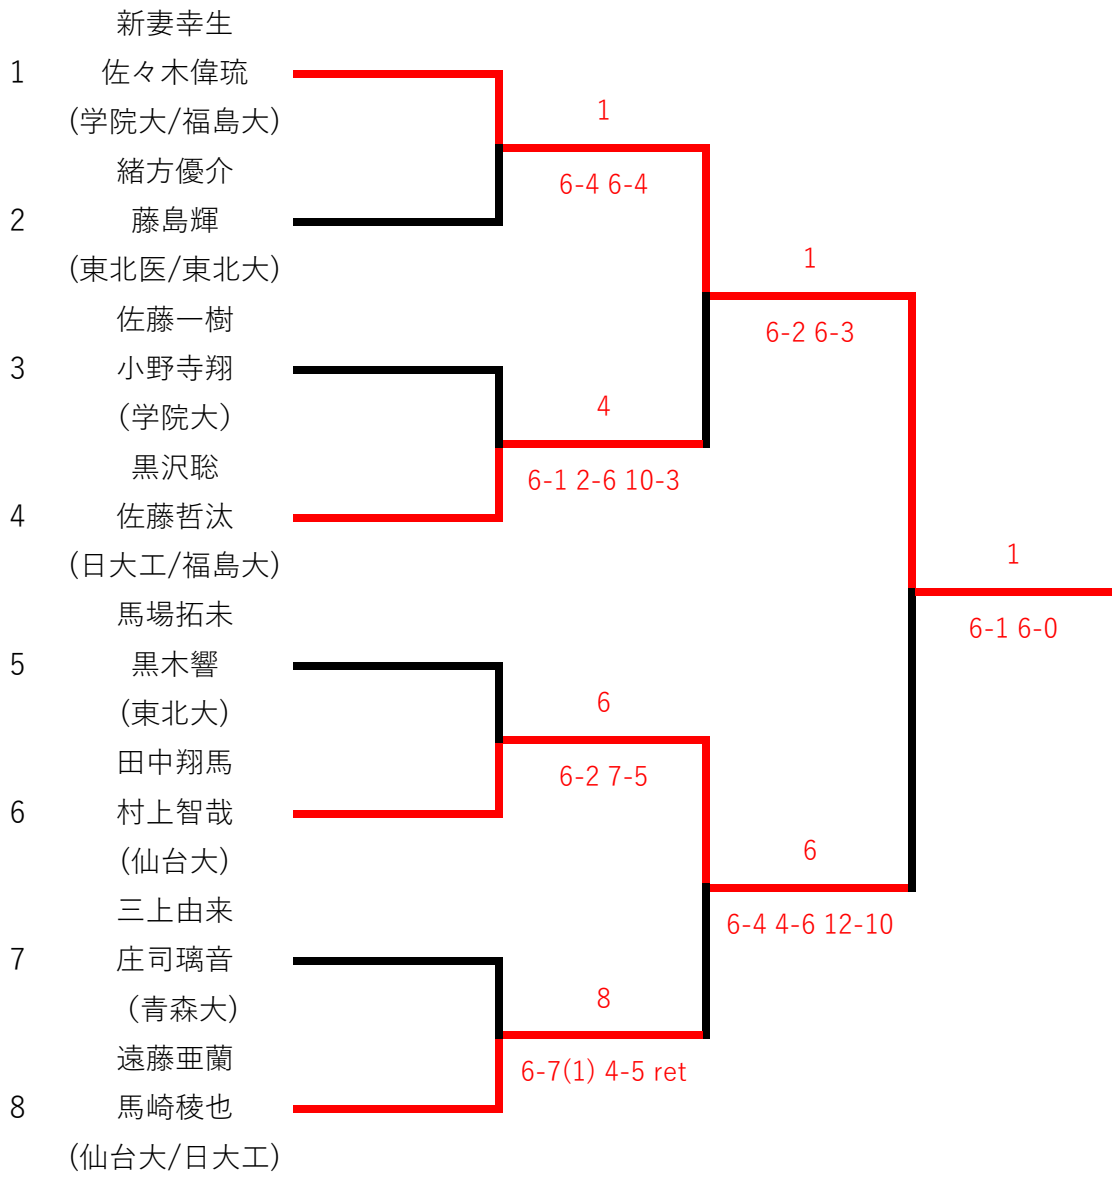 新妻幸生
1 佐々木偉琉
(学院大/福島大)
緒方優介
2 藤島輝
(東北医/東北大)
佐藤一樹
3 小野寺翔
(学院大)
黒沢聡
4 佐藤哲汰
(日大工/福島大)
馬場拓未
5 黒木響
(東北大)
田中翔馬
6 村上智哉
(仙台大)
三上由来
7 庄司璃音
(青森大)
遠藤亜蘭
8 馬崎稜也
(仙台大/日大工)
1
6-4 6-4
4
6-1 2-6 10-3
6
6-2 7-5
8
6-7(1) 4-5 ret
1
6-2 6-3
6
6-4 4-6 12-10
1
6-1 6-0